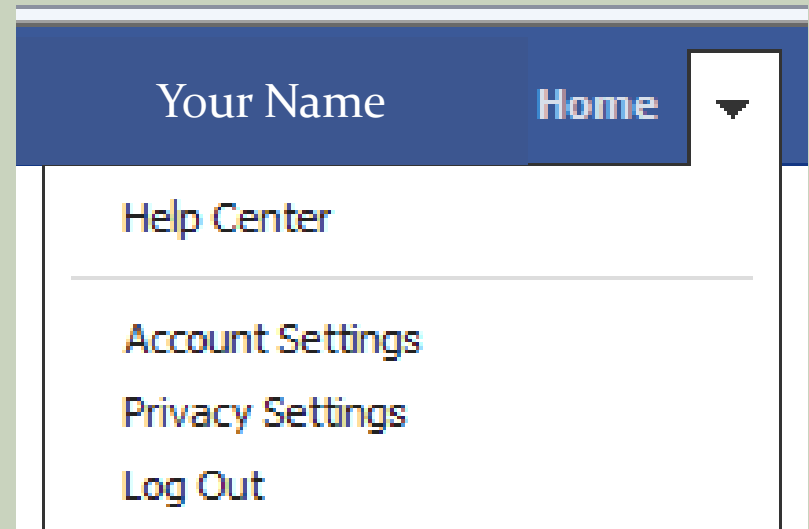 Your Name Home
Help Center
Account Settings
Privacy Settings
Log Out